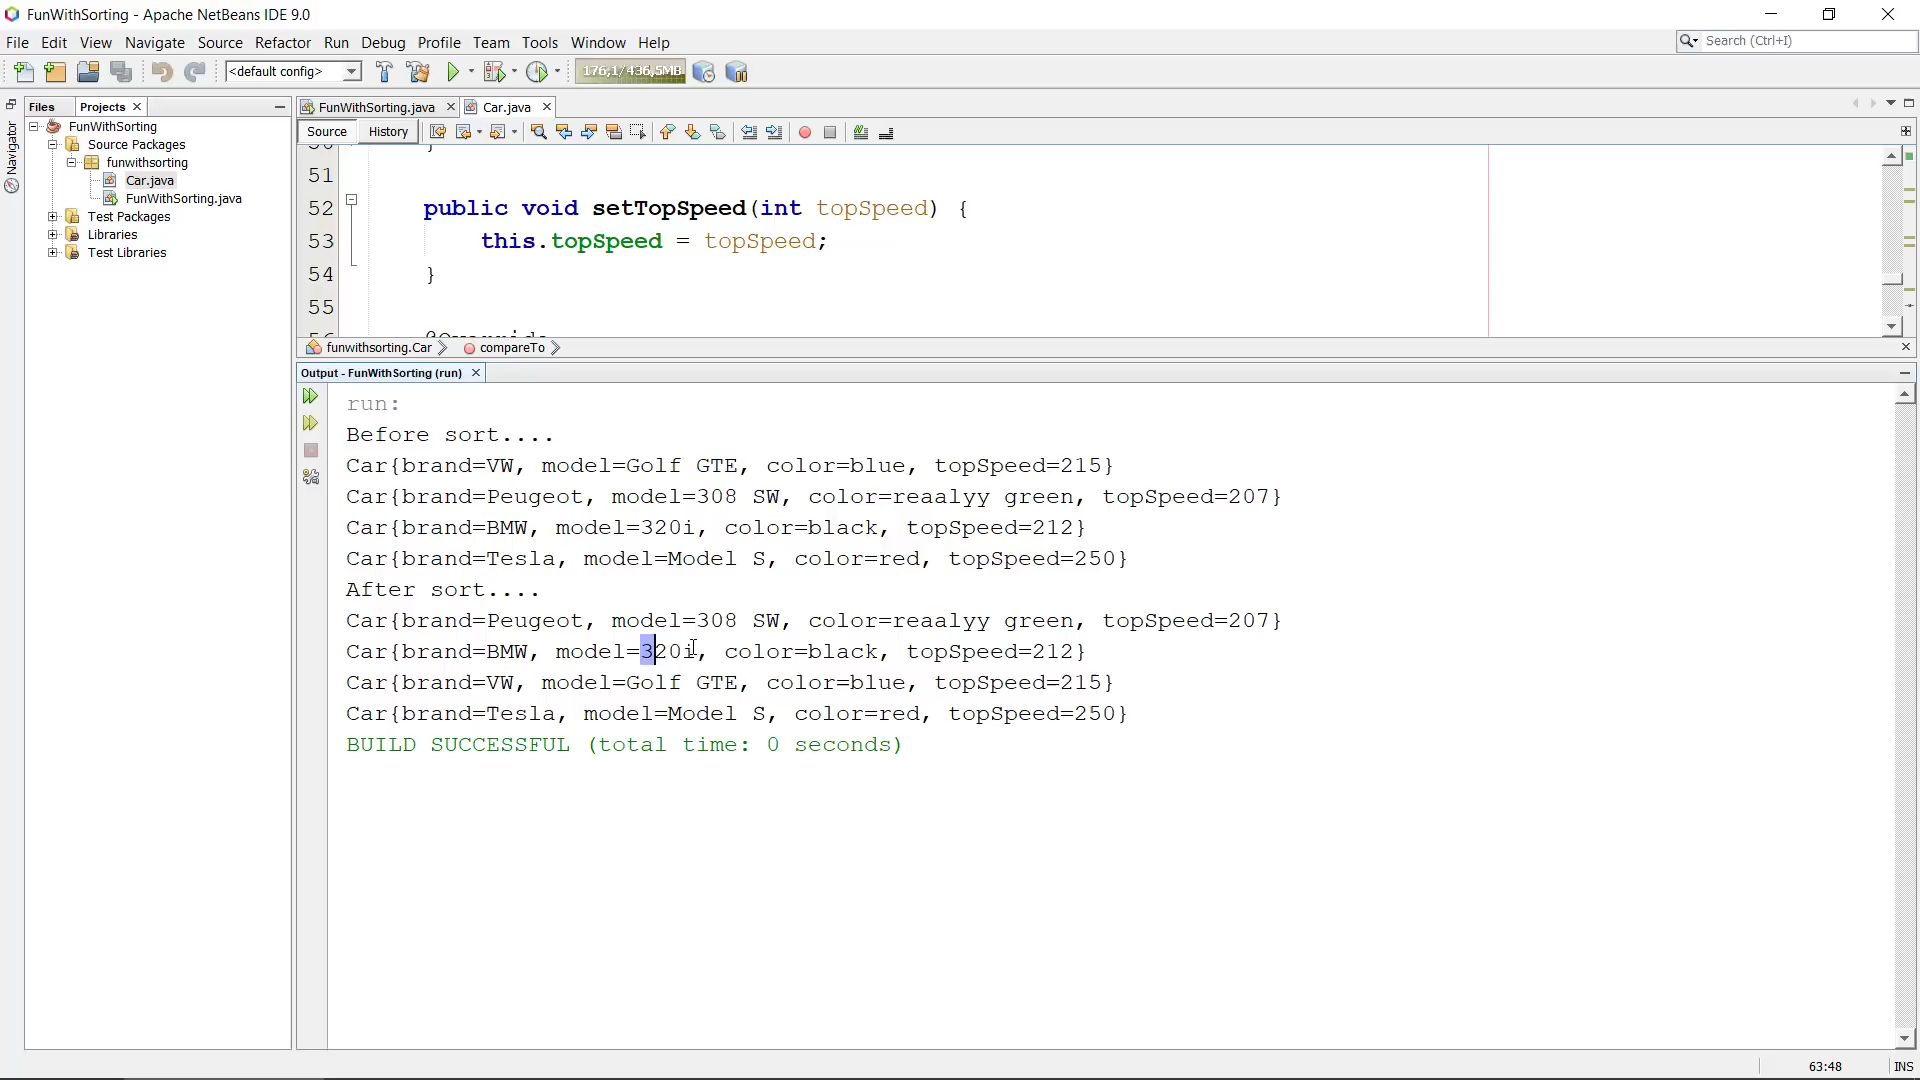 FunWithSorting - Apache NetBeans IDE 9.0
File Edit View Navigate Source Refactor Run Debug Profile Team Tools Window Help
Search (Ctrl+I)
<default config>
176,1/436,5MB
Files Projects
FunWithSorting.java Car.java
Navigator
FunWithSorting
Source Packages
funwithsorting
Car.java
FunWithSorting.java
Test Packages
Libraries
Test Libraries
Source History
51
52 public void setTopSpeed(int topSpeed) {
53 this.topSpeed = topSpeed;
54 }
55
funwithsorting.Car compareTo
Output - FunWithSorting (run)
run:
Before sort....
Car{brand=VW, model=Golf GTE, color=blue, topSpeed=215}
Car{brand=Peugeot, model=308 SW, color=reaalyy green, topSpeed=207}
Car{brand=BMW, model=320i, color=black, topSpeed=212}
Car{brand=Tesla, model=Model S, color=red, topSpeed=250}
After sort....
Car{brand=Peugeot, model=308 SW, color=reaalyy green, topSpeed=207}
Car{brand=BMW, model=320i, color=black, topSpeed=212}
Car{brand=VW, model=Golf GTE, color=blue, topSpeed=215}
Car{brand=Tesla, model=Model S, color=red, topSpeed=250}
BUILD SUCCESSFUL (total time: 0 seconds)
63:48 INS